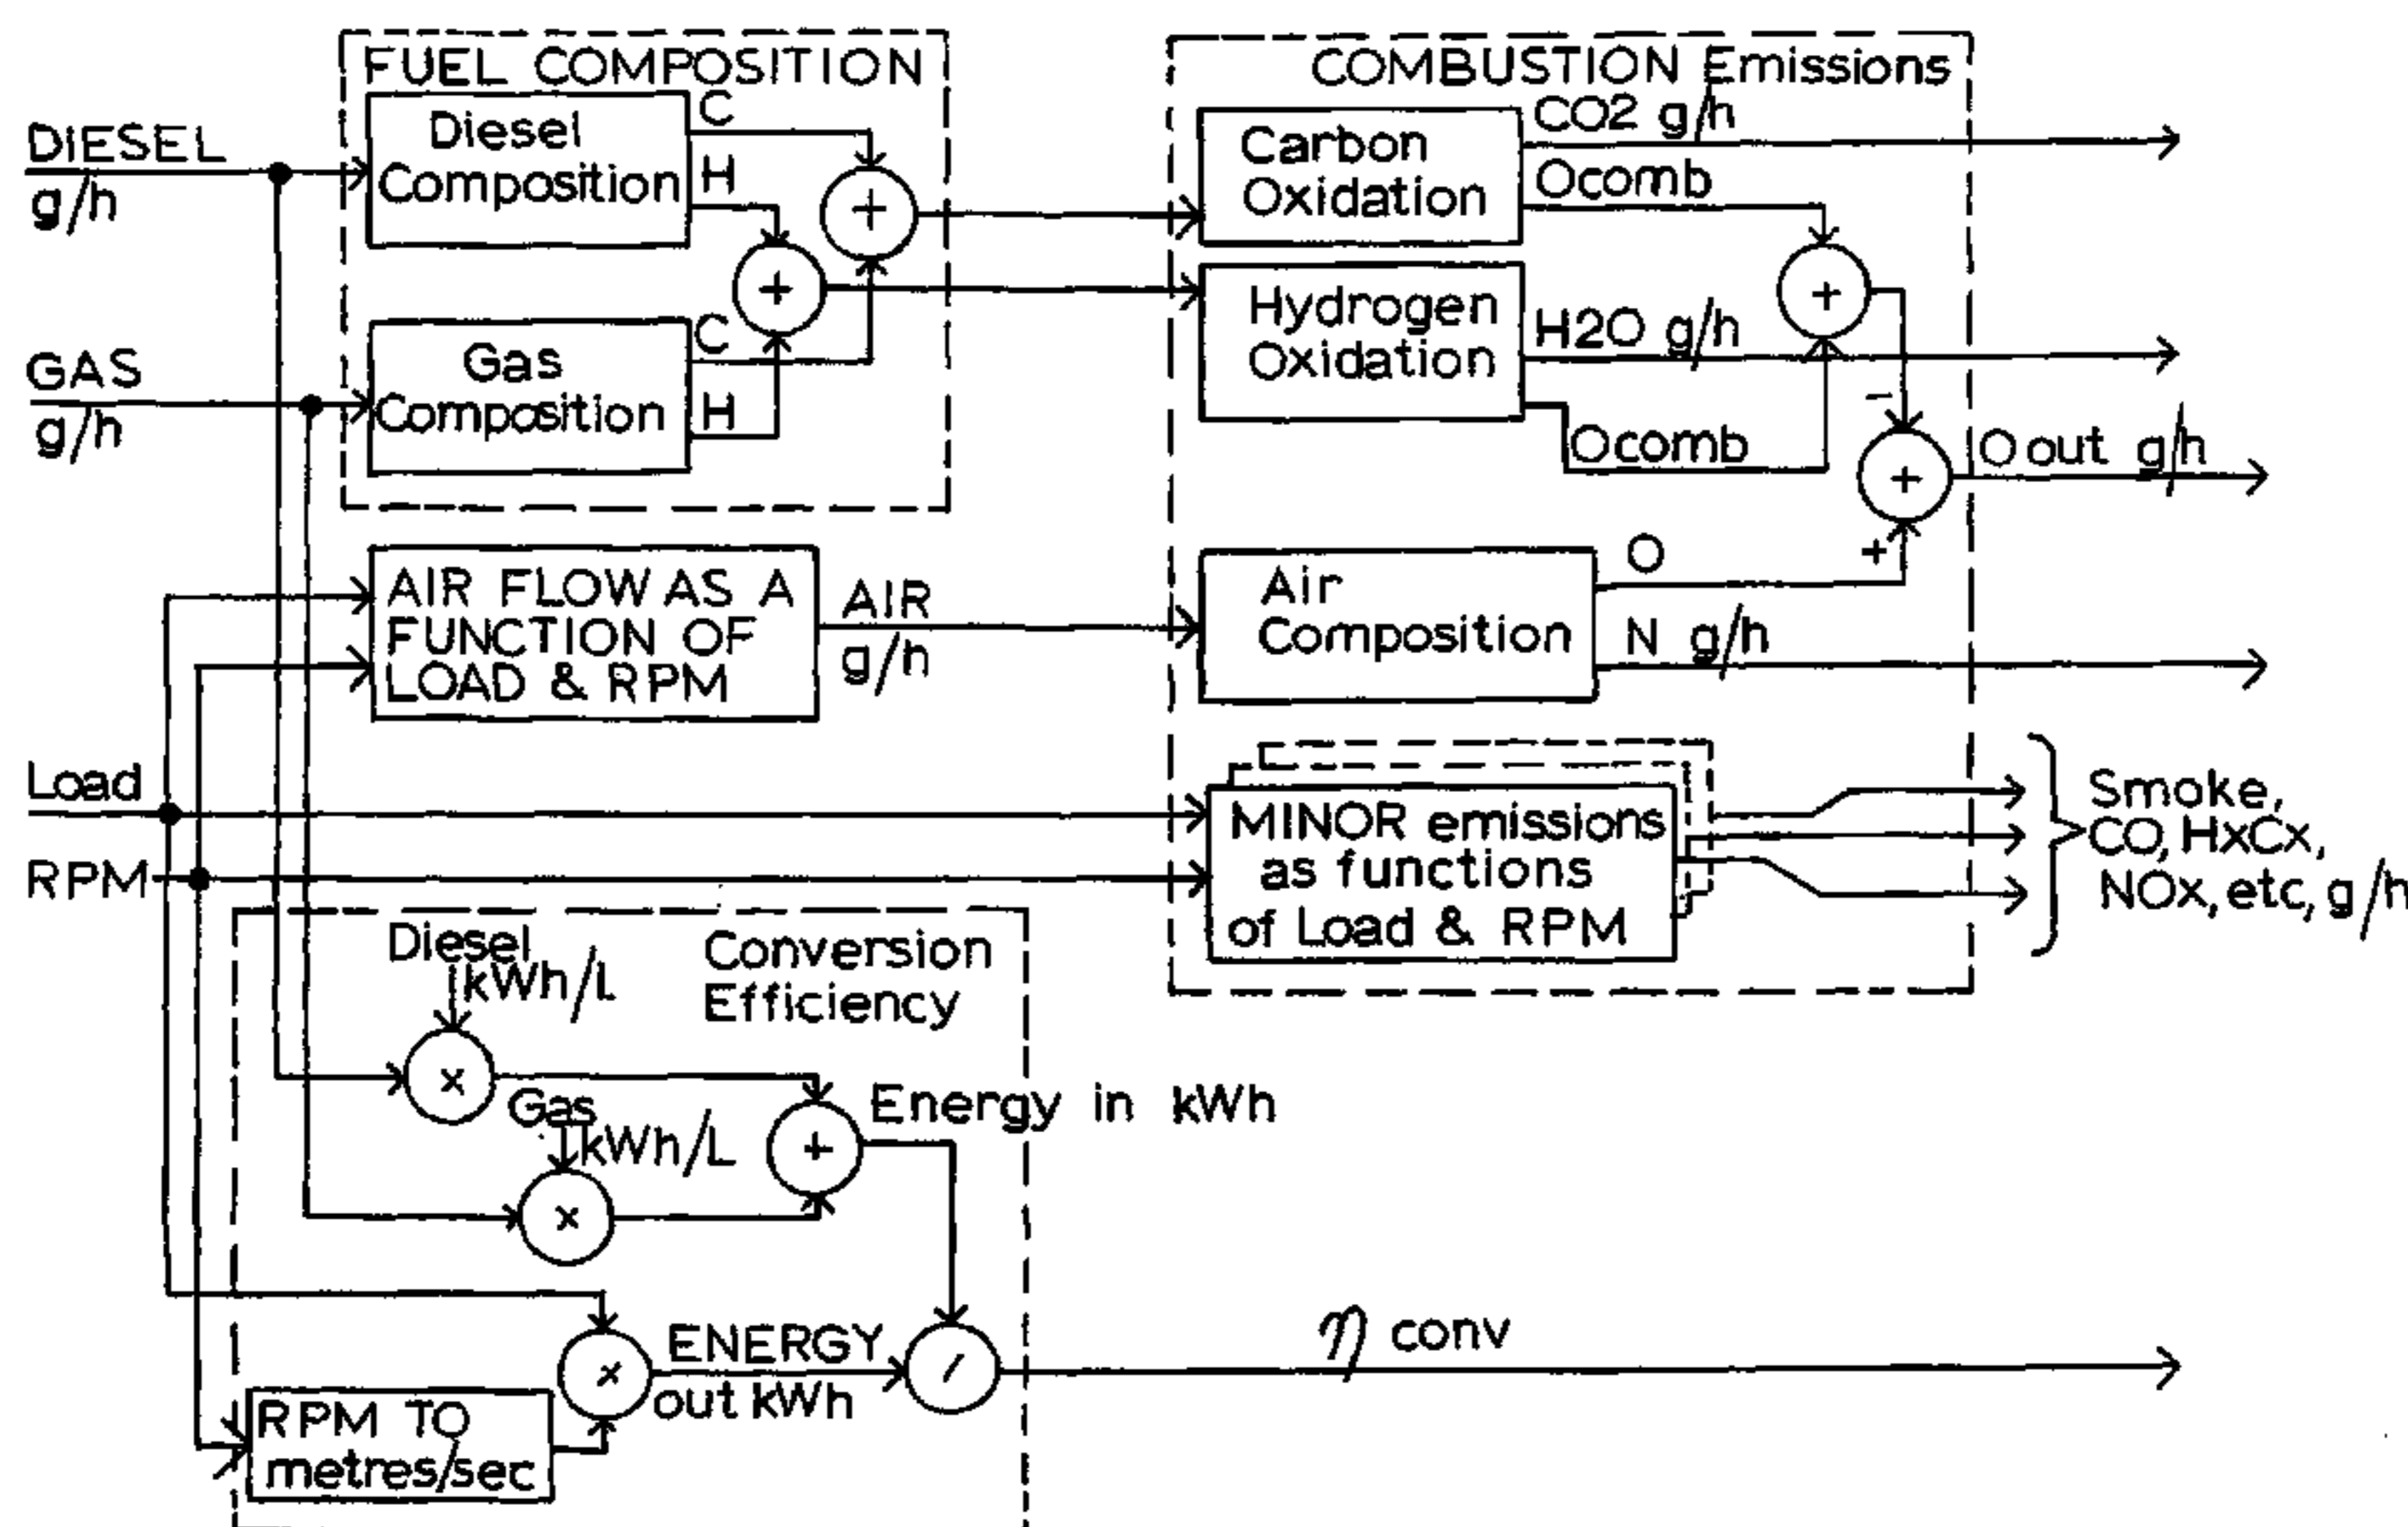 FUEL COMPOSITION
COMBUSTION Emissions
DIESEL
g/h
Diesel
Composition
C
H
+
+
GAS
g/h
Gas
Composition
C
H
Carbon
Oxidation
CO2 g/h
Ocomb
+
Hydrogen
Oxidation
H2O g/h
Ocomb
-
+
+
O out g/h
AIR FLOW AS A
FUNCTION OF
LOAD & RPM
AIR
g/h
Air
Composition
O
N g/h
Load
RPM
MINOR emissions
as functions
of Load & RPM
Smoke,
CO, HxCx,
NOx, etc, g/h
Diesel
kWh/L
Conversion
Efficiency
x
Gas
kWh/L
x
+
Energy in kWh
x
ENERGY
out kWh
/
η conv
RPM TO
metres/sec